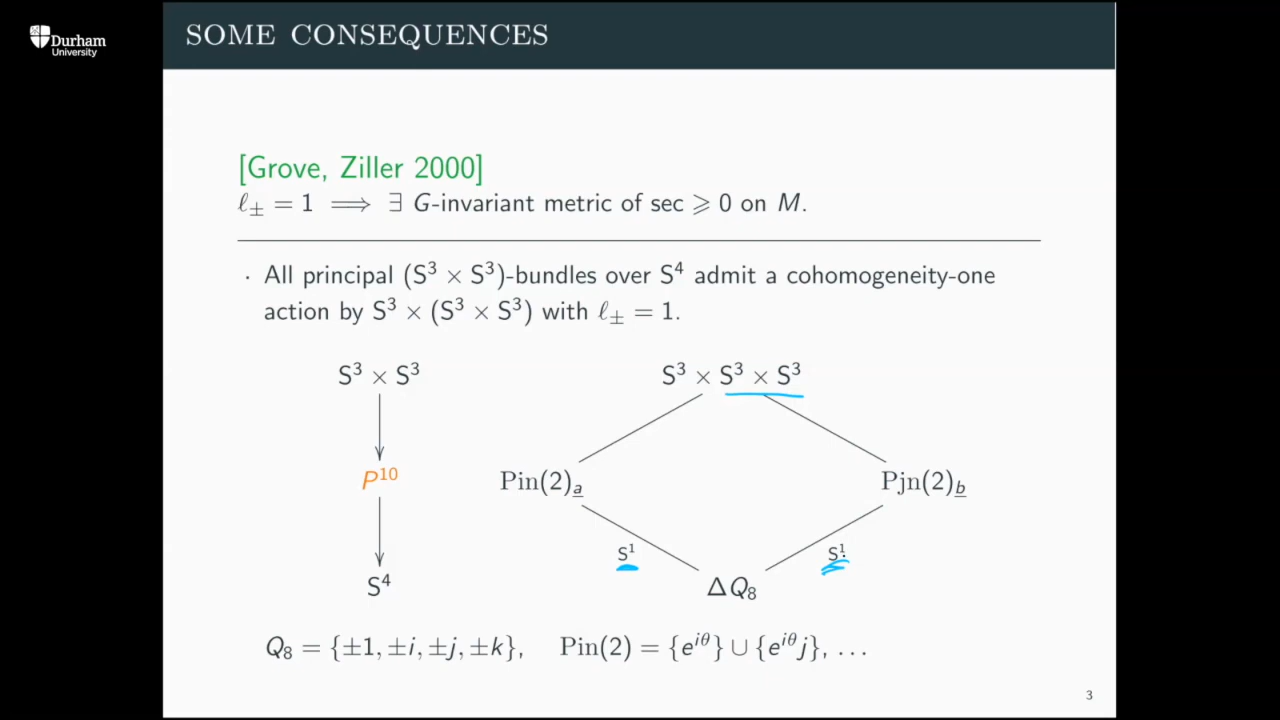 Durham
University
SOME CONSEQUENCES
[Grove, Ziller 2000]
ℓ± = 1 ⟹ ∃ G-invariant metric of sec ⩾ 0 on M.
· All principal (S³ × S³)-bundles over S⁴ admit a cohomogeneity-one
action by S³ × (S³ × S³) with ℓ± = 1.
S³ × S³
S³ × S³ × S³
P¹⁰
Pin(2)a
Pjn(2)b
S¹
S¹
S⁴
ΔQ₈
Q₈ = {±1, ±i, ±j, ±k}, Pin(2) = {e^{iθ}} ∪ {e^{iθ}j}, …
3